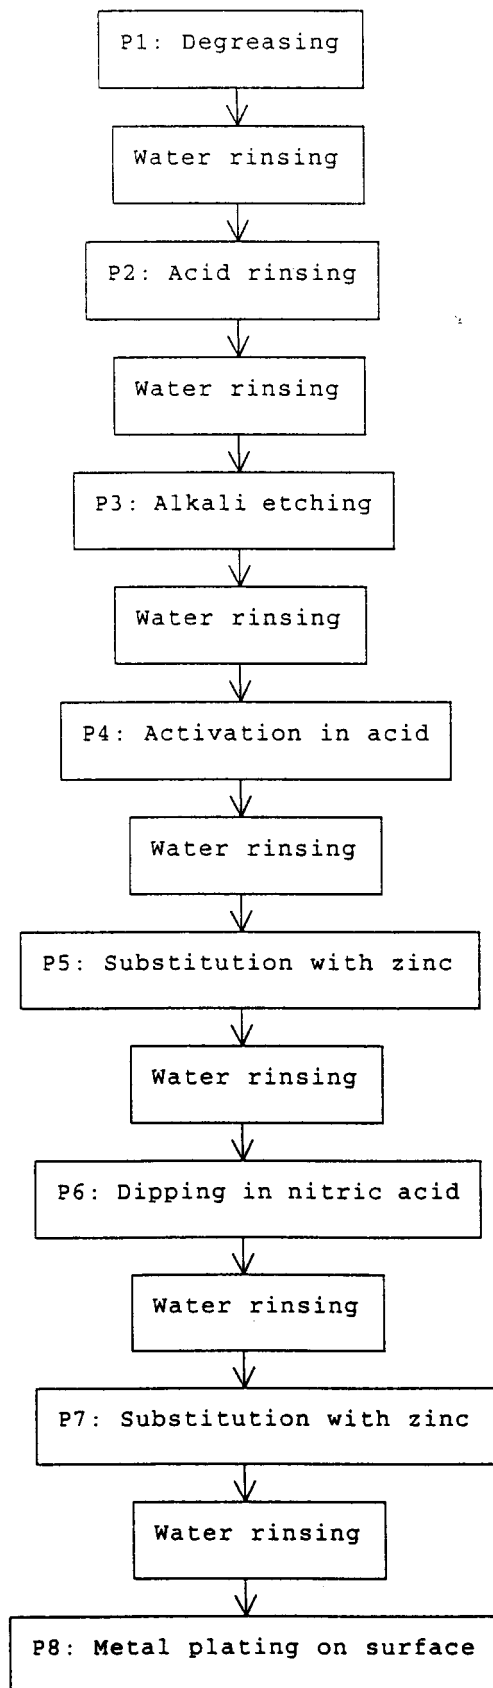 P1: Degreasing
Water rinsing
P2: Acid rinsing
Water rinsing
P3: Alkali etching
Water rinsing
P4: Activation in acid
Water rinsing
P5: Substitution with zinc
Water rinsing
P6: Dipping in nitric acid
Water rinsing
P7: Substitution with zinc
Water rinsing
P8: Metal plating on surface